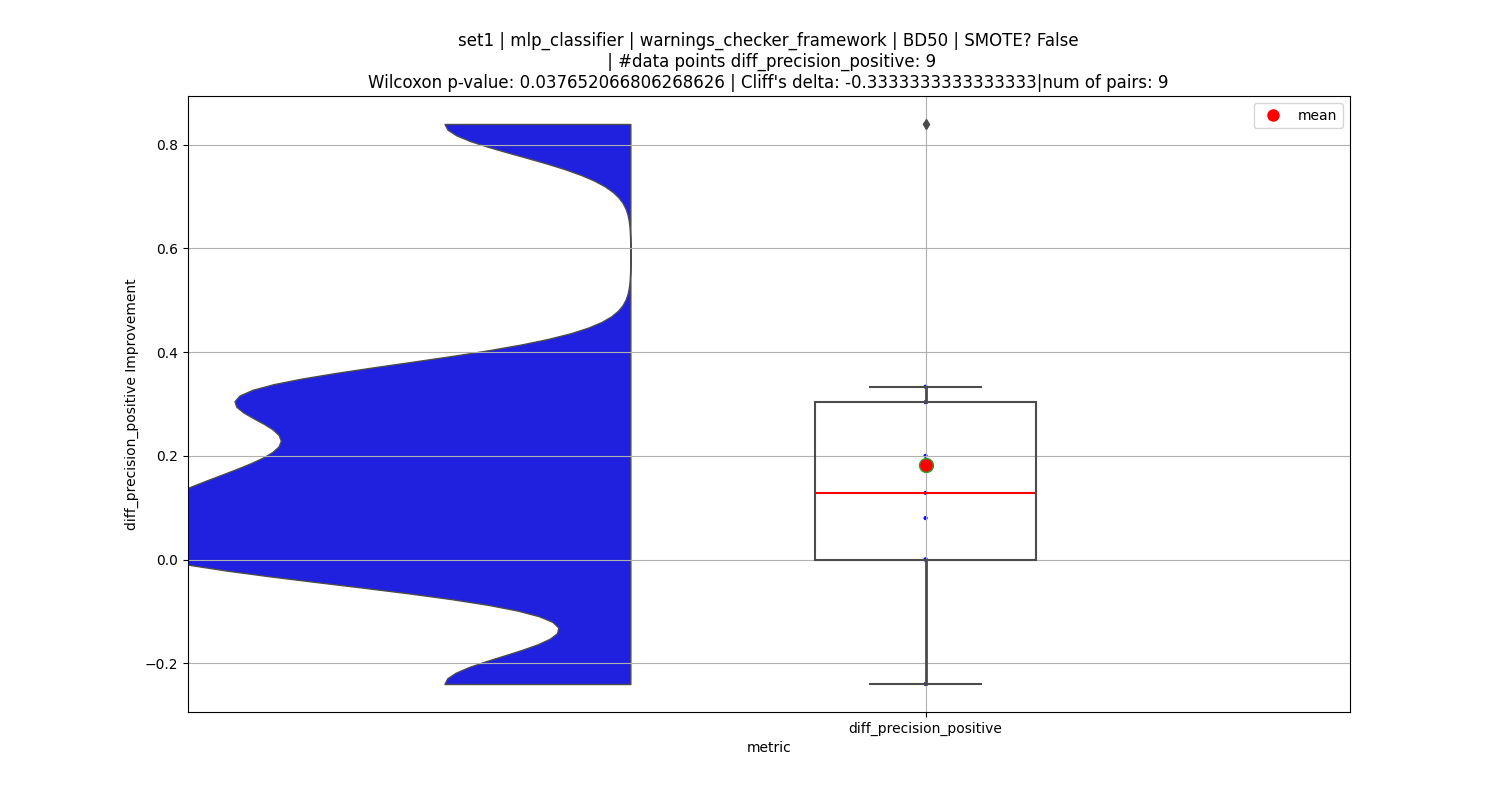 set1 | mlp_classifier | warnings_checker_framework | BD50 | SMOTE? False
| #data points diff_precision_positive: 9
Wilcoxon p-value: 0.037652066806268626 | Cliff's delta: -0.3333333333333333|num of pairs: 9
mean
0.8
0.6
0.4
0.2
0.0
−0.2
diff_precision_positive Improvement
diff_precision_positive
metric